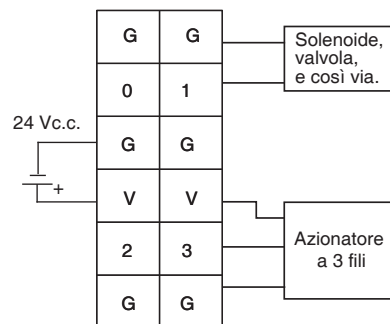 G G
Solenoide,
valvola,
e così via.
0 1
24 Vc.c.
G G
+
V V
2 3
Azionatore
a 3 fili
G G